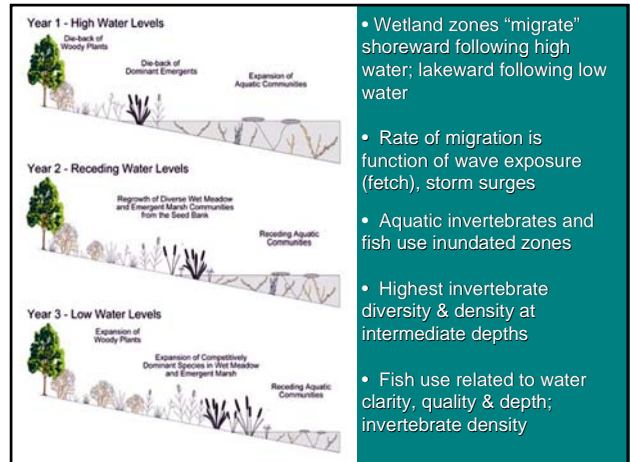 Year 1 - High Water Levels
Die-back of
Woody Plants
Die-back of
Dominant Emergents
Expansion of
Aquatic Communities
Year 2 - Receding Water Levels
Regrowth of Diverse Wet Meadow
and Emergent Marsh Communities
from the Seed Bank
Receding Aquatic
Communities
Year 3 - Low Water Levels
Expansion of
Woody Plants
Expansion of Competitively
Dominant Species in Wet Meadow
and Emergent Marsh
Receding Aquatic
Communities
• Wetland zones “migrate”
shoreward following high
water; lakeward following low
water
• Rate of migration is
function of wave exposure
(fetch), storm surges
• Aquatic invertebrates and
fish use inundated zones
• Highest invertebrate
diversity & density at
intermediate depths
• Fish use related to water
clarity, quality & depth;
invertebrate density